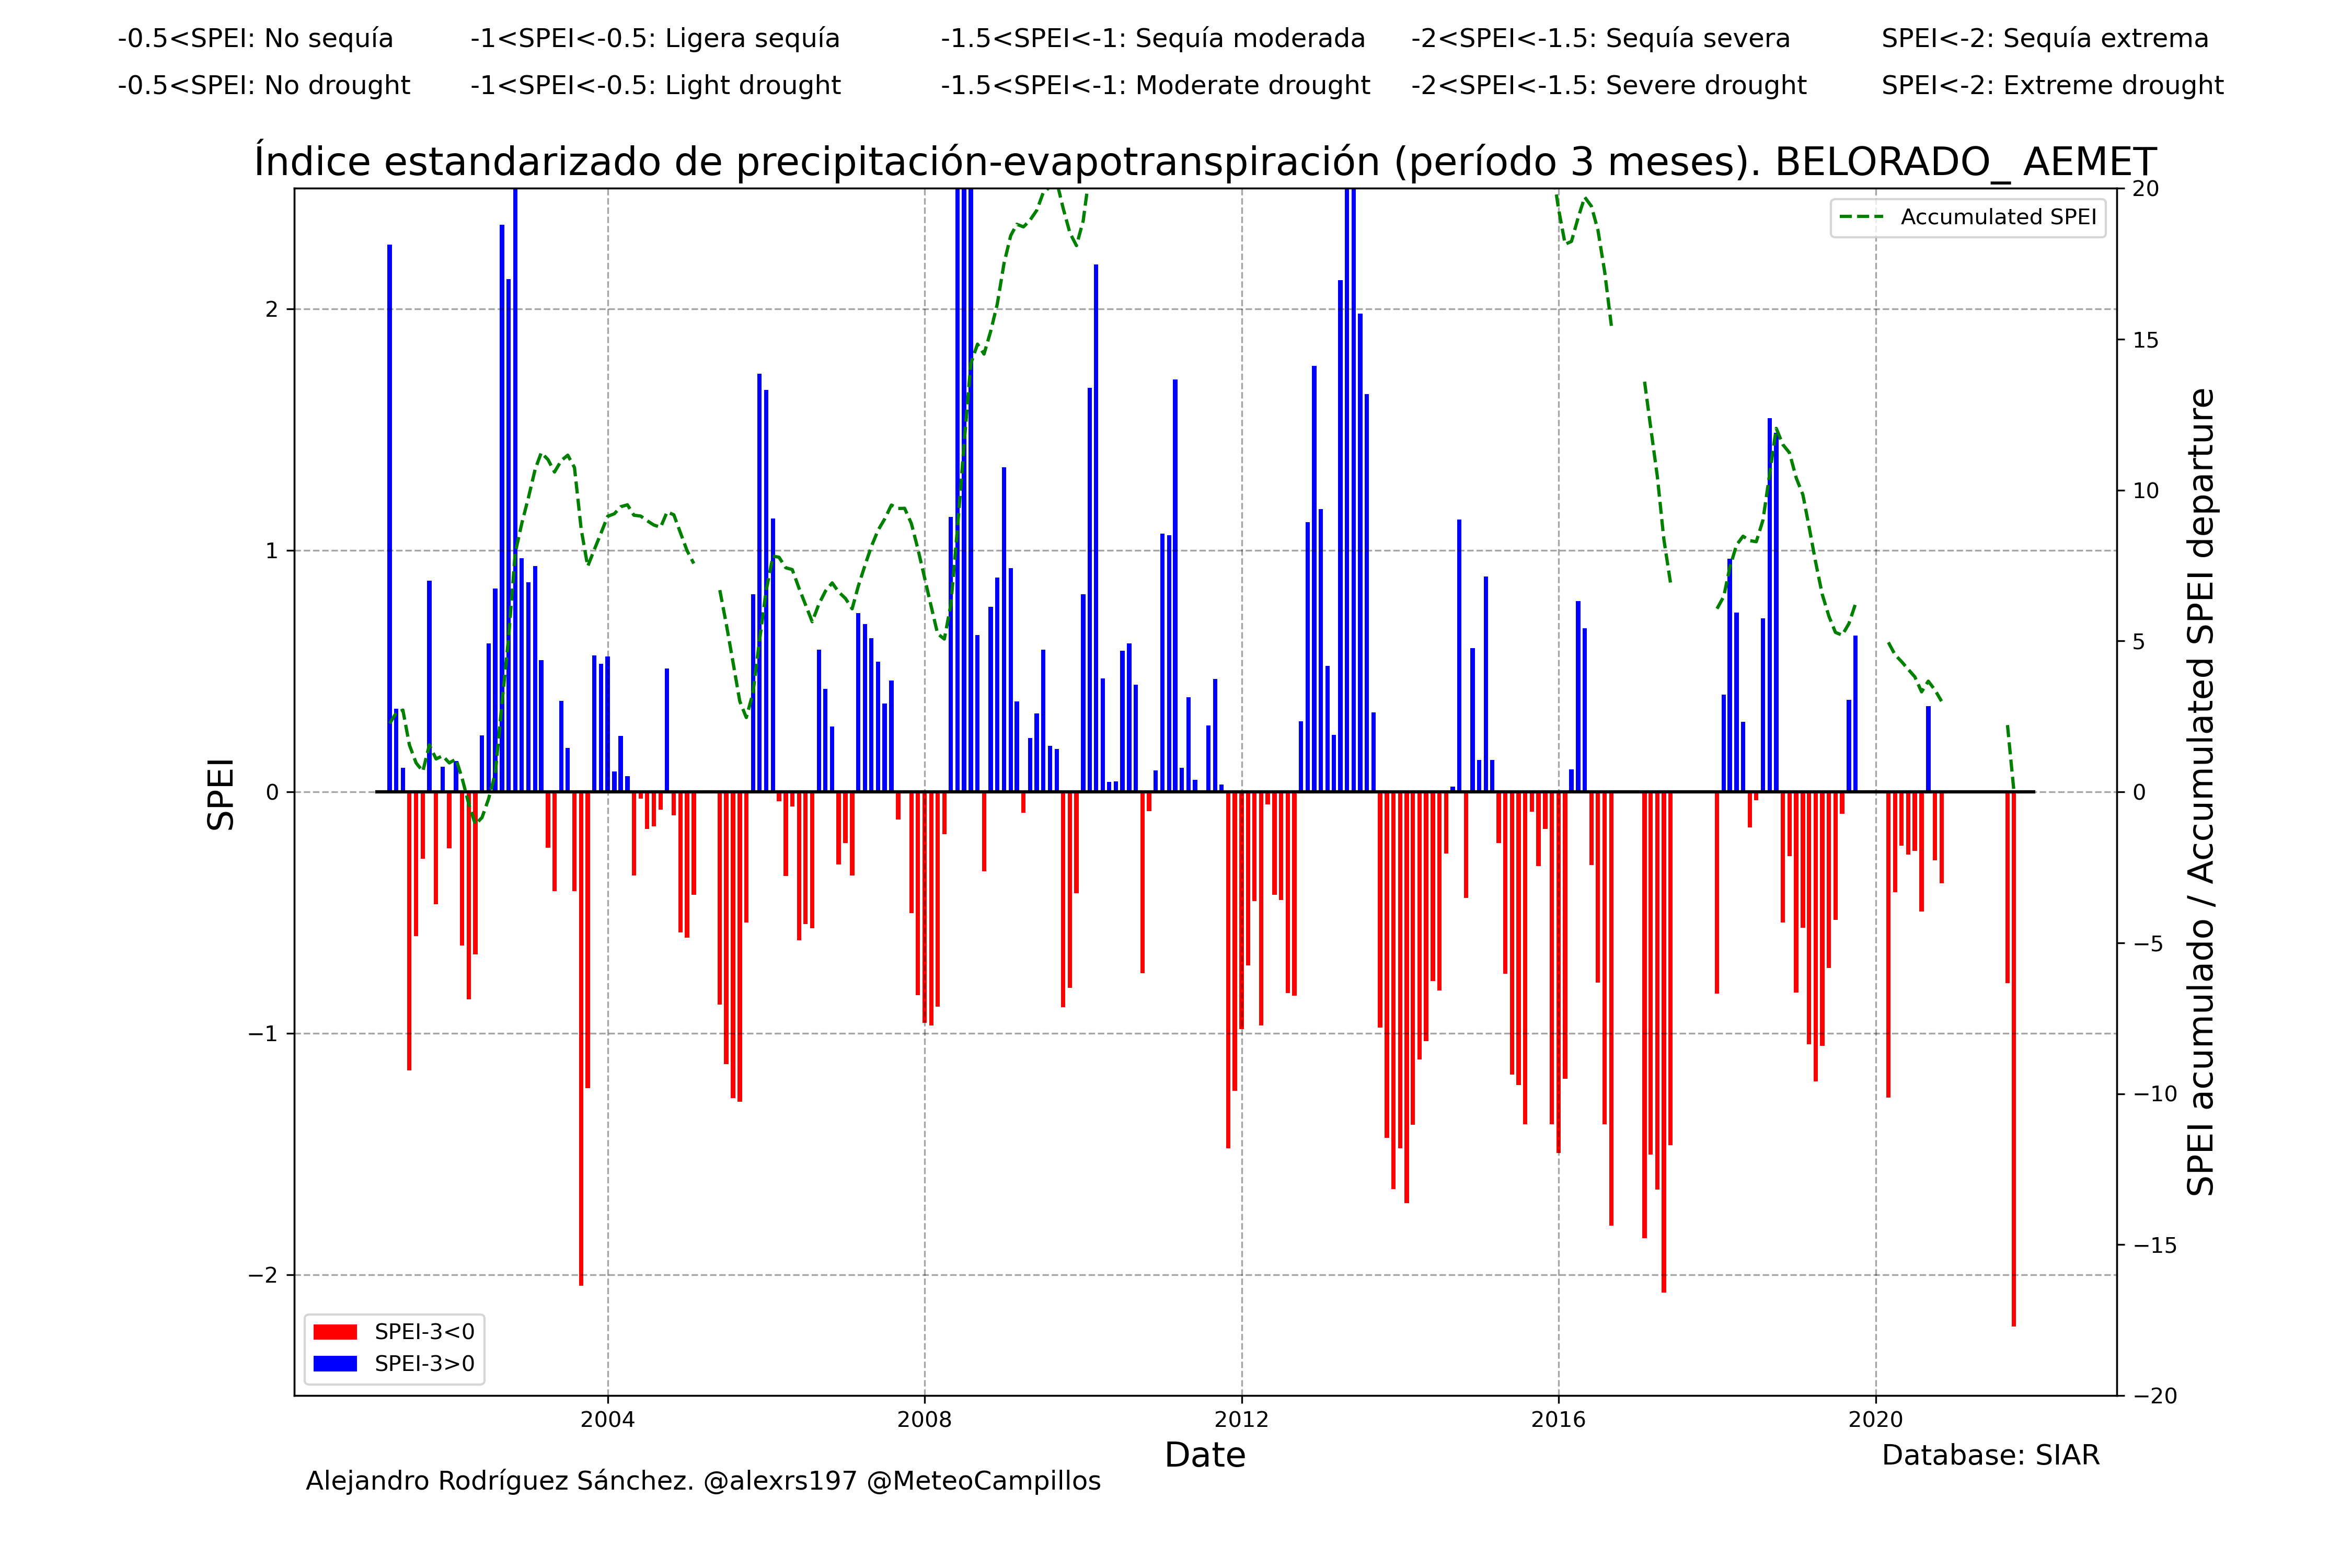 -0.5<SPEI: No sequía -1<SPEI<-0.5: Ligera sequía -1.5<SPEI<-1: Sequía moderada -2<SPEI<-1.5: Sequía severa SPEI<-2: Sequía extrema
-0.5<SPEI: No drought -1<SPEI<-0.5: Light drought -1.5<SPEI<-1: Moderate drought -2<SPEI<-1.5: Severe drought SPEI<-2: Extreme drought
Índice estandarizado de precipitación-evapotranspiración (período 3 meses). BELORADO_ AEMET
Accumulated SPEI
SPEI
2
1
0
−1
−2
20
15
10
5
0
−5
−10
−15
−20
SPEI acumulado / Accumulated SPEI departure
SPEI-3<0
SPEI-3>0
2004 2008 2012 2016 2020
Date
Database: SIAR
Alejandro Rodríguez Sánchez. @alexrs197 @MeteoCampillos